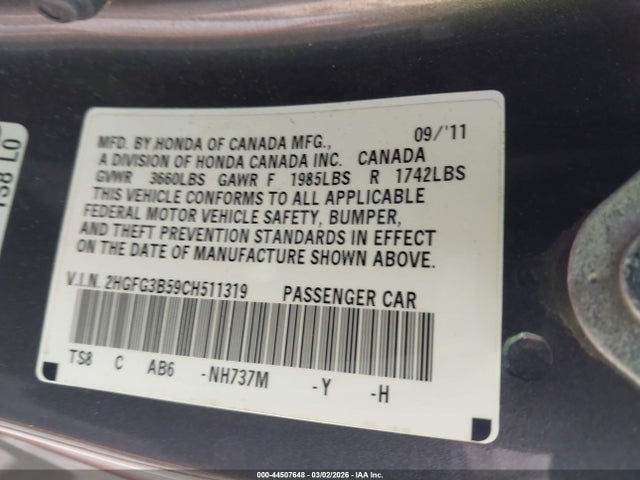 TS8 L0
MFD. BY HONDA OF CANADA MFG., 09/'11
A DIVISION OF HONDA CANADA INC. CANADA
GVWR 3660LBS GAWR F 1985LBS R 1742LBS
THIS VEHICLE CONFORMS TO ALL APPLICABLE
FEDERAL MOTOR VEHICLE SAFETY, BUMPER,
AND THEFT PREVENTION STANDARDS IN EFFECT
ON THE DATE OF MANUFACTURE SHOWN ABOVE.
V.I.N. 2HGFG3B59CH511319 PASSENGER CAR
TS8 C AB6 -NH737M -Y -H
000-44507648 | 03/02/2026 | IAA Inc.